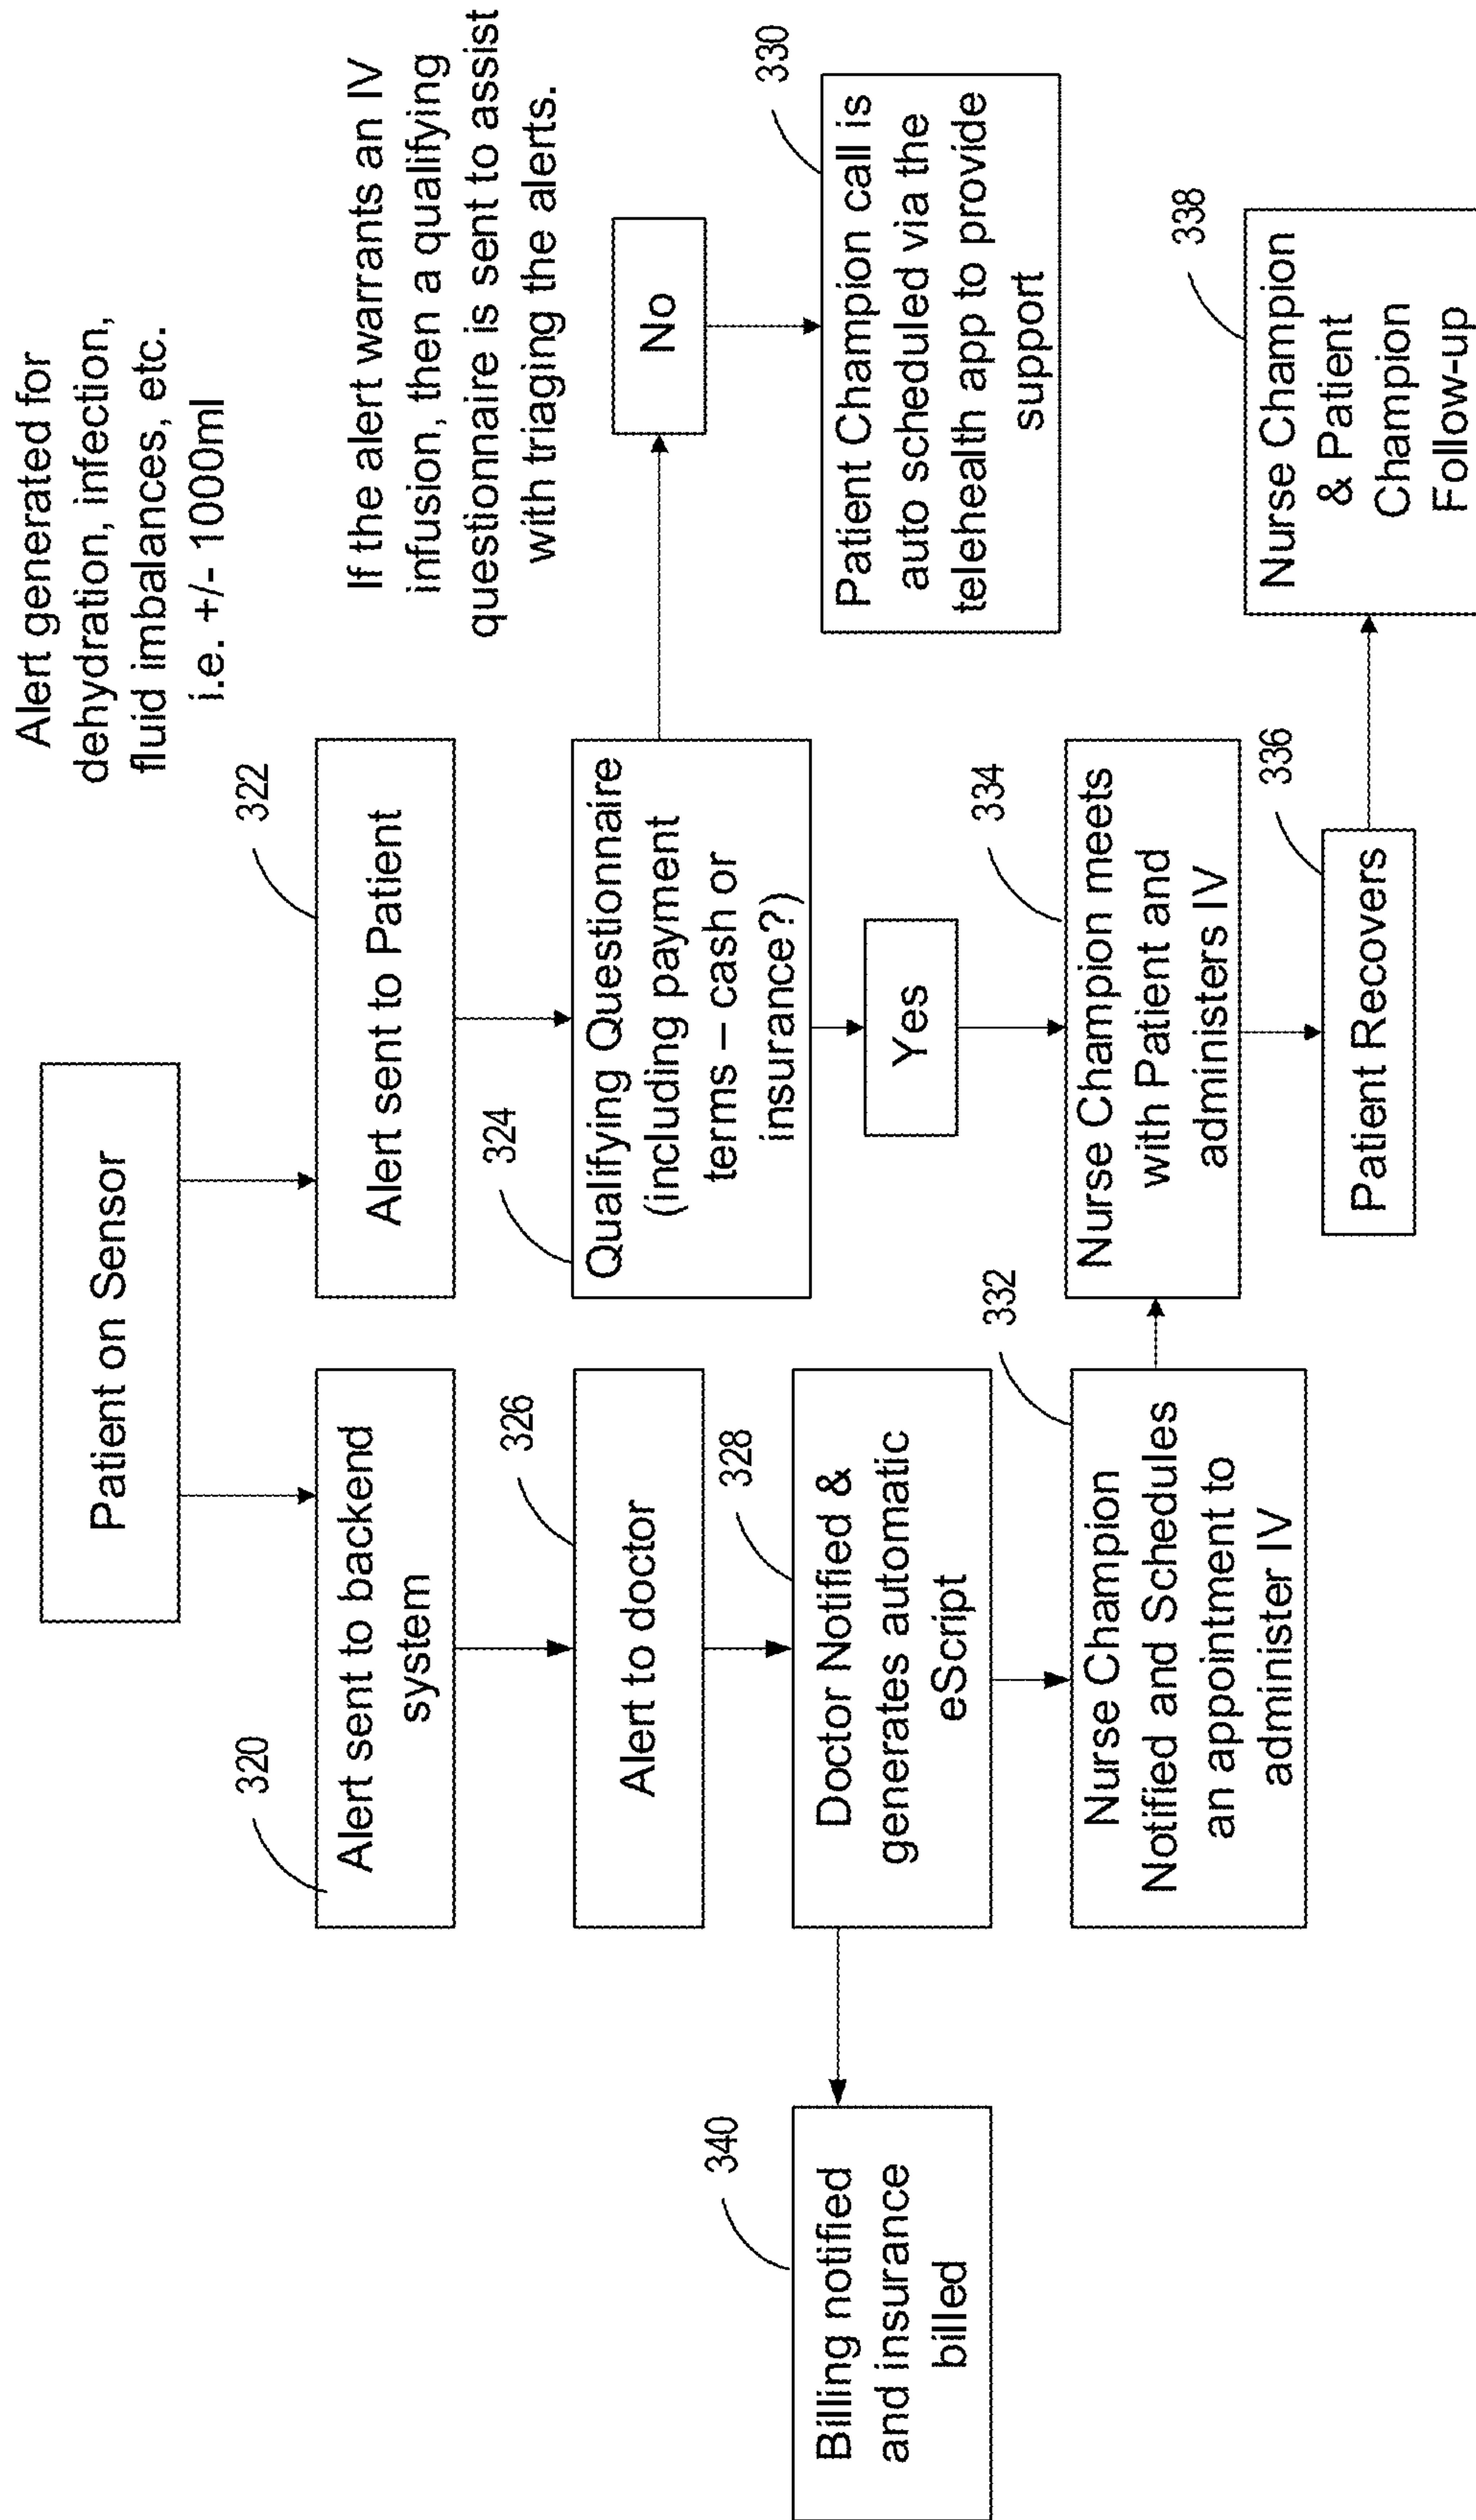 Alert generated for
dehydration, infection,
fluid imbalances, etc.
i.e. +/- 1000ml
Patient on Sensor
If the alert warrants an IV
infusion, then a qualifying
questionnaire is sent to assist
with triaging the alerts.
320
Alert sent to backend
system
322
Alert sent to Patient
324
Qualifying Questionnaire
(including payment
terms – cash or
insurance?)
No
326
Alert to doctor
330
Patient Champion call is
auto scheduled via the
telehealth app to provide
support
340
Billing notified
and insurance
billed
328
Doctor Notified &
generates automatic
eScript
Yes
332
Nurse Champion
Notified and Schedules
an appointment to
administer IV
334
Nurse Champion meets
with Patient and
administers IV
336
Patient Recovers
338
Nurse Champion
& Patient
Champion
Follow-up